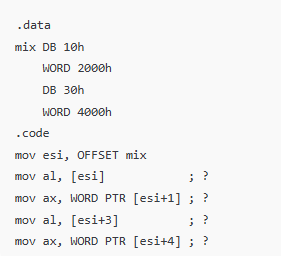 .data
mix DB 10h
    WORD 2000h
    DB 30h
    WORD 4000h
.code
mov esi, OFFSET mix
mov al, [esi]            ; ?
mov ax, WORD PTR [esi+1] ; ?
mov al, [esi+3]          ; ?
mov ax, WORD PTR [esi+4] ; ?